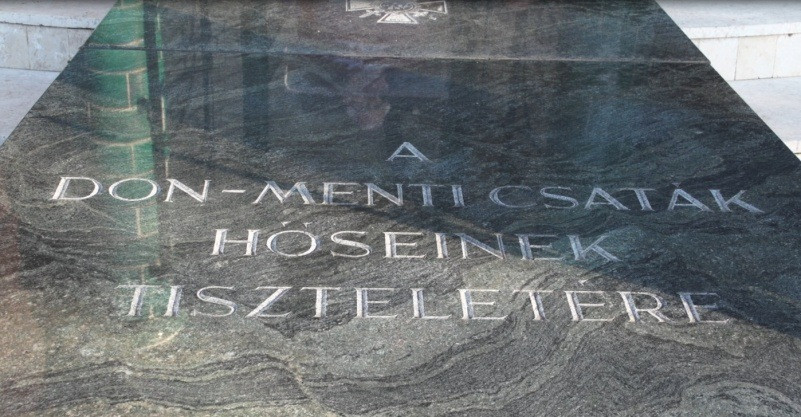 A
DON-MENTI CSATÁK
HŐSEINEK
TISZTELETÉRE